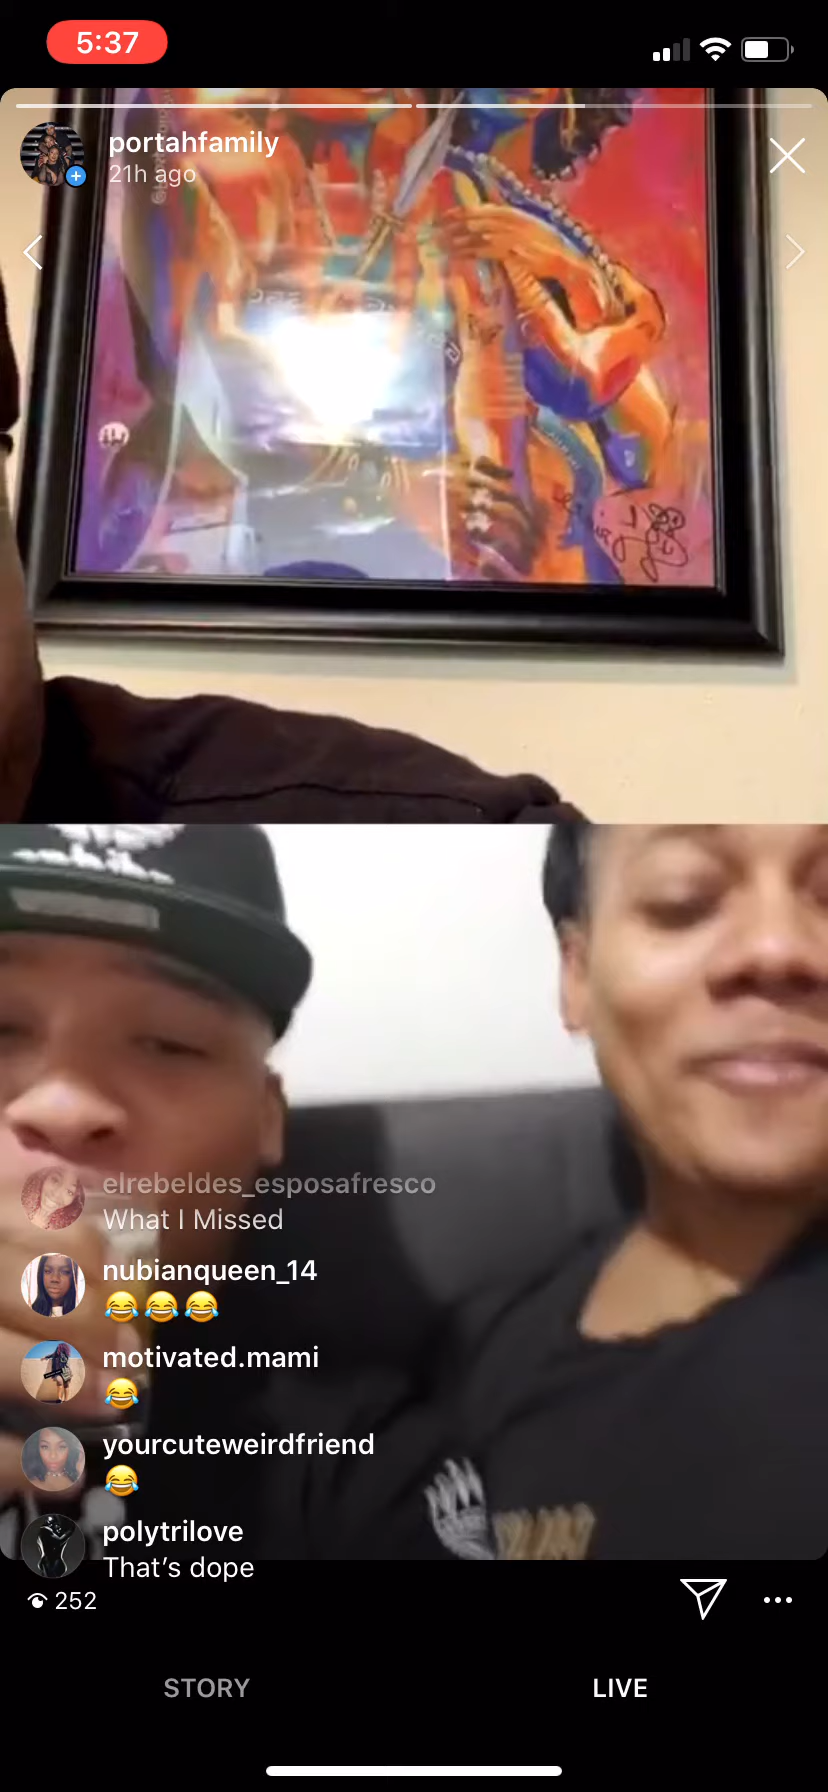 5:37
portahfamily
21h ago
elrebeldes_esposafresco
What I Missed
nubianqueen_14
😂😂😂
motivated.mami
😂
yourcuteweirdfriend
😂
polytrilove
That's dope
252
STORY
LIVE